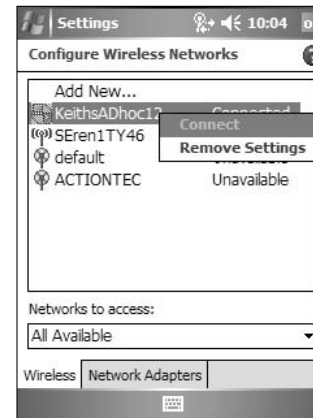 Settings 10:04 o
Configure Wireless Networks
Add New...
KeithsADhoc12 Connected
Connect
SEren1TY46
Remove Settings
default Unavailable
ACTIONTEC Unavailable
Networks to access:
All Available
Wireless Network Adapters